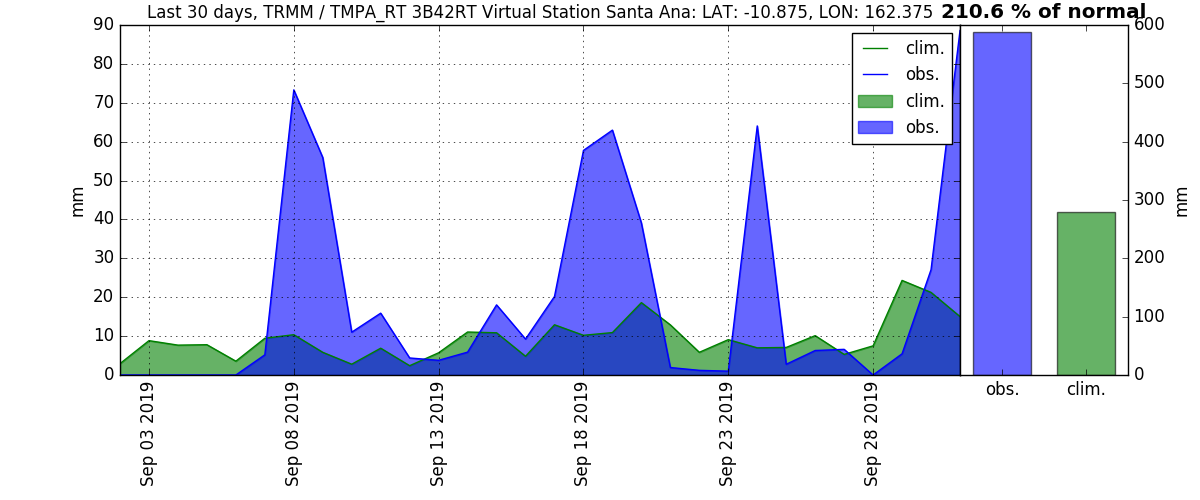 Last 30 days, TRMM / TMPA_RT 3B42RT Virtual Station Santa Ana: LAT: -10.875, LON: 162.375 210.6 % of normal
90
80
70
60
50
40
30
20
10
0
mm
clim.
obs.
clim.
obs.
Sep 03 2019
Sep 08 2019
Sep 13 2019
Sep 18 2019
Sep 23 2019
Sep 28 2019
600
500
400
300
200
100
0
mm
obs. clim.